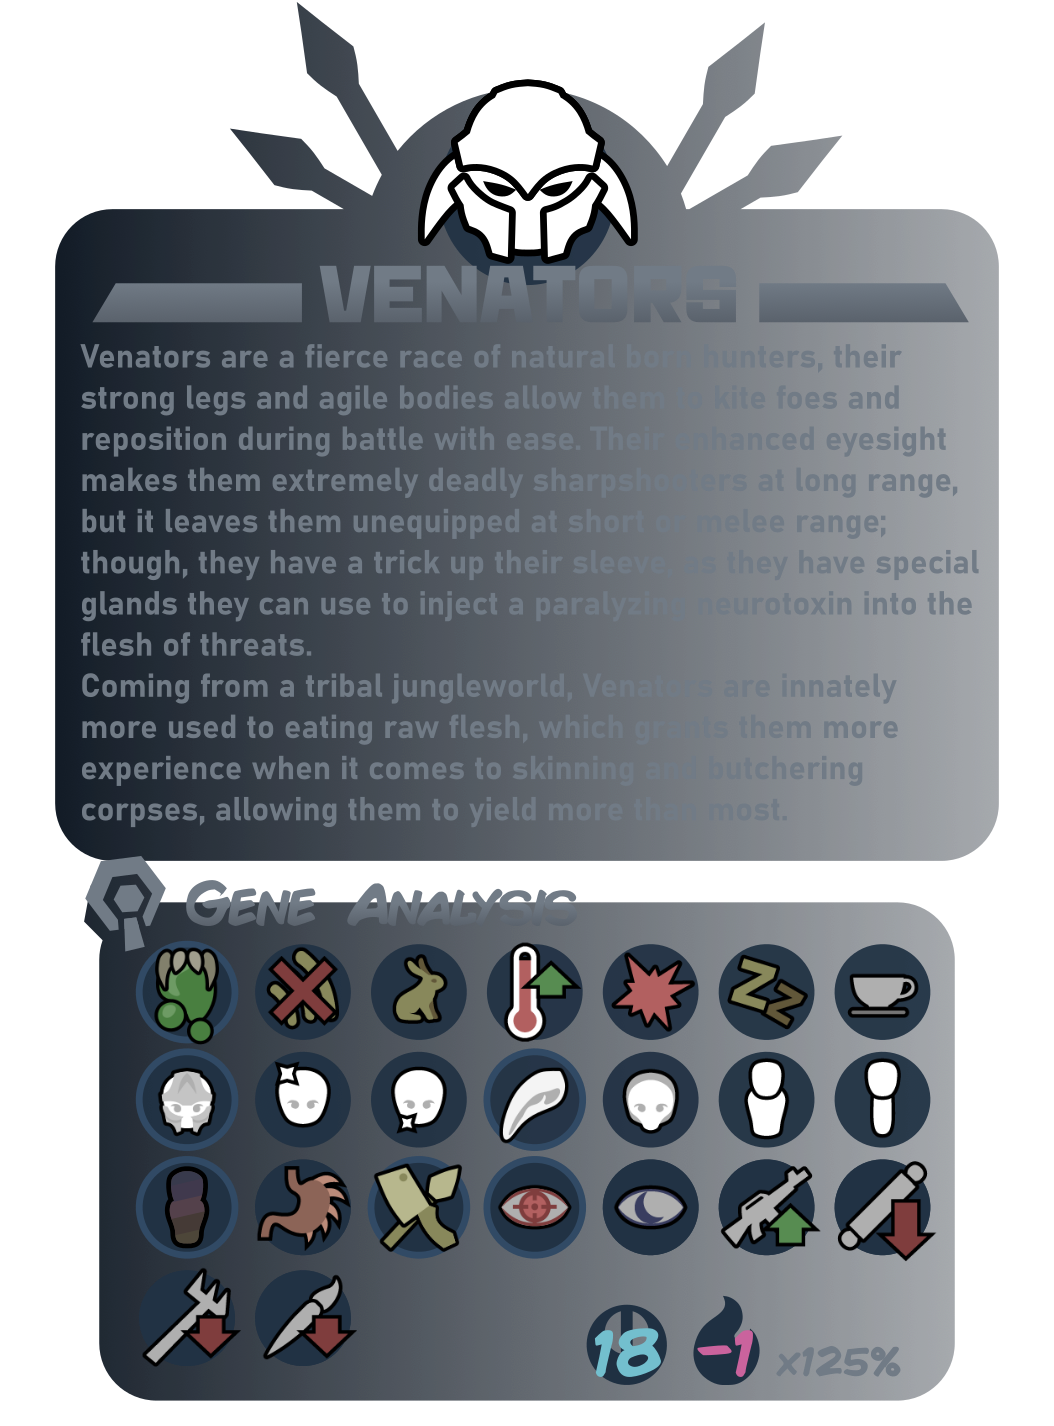 VENATORS
Venators are a fierce race of natural born hunters, their
strong legs and agile bodies allow them to kite foes and
reposition during battle with ease. Their enhanced eyesight
makes them extremely deadly sharpshooters at long range,
but it leaves them unequipped at short or melee range;
though, they have a trick up their sleeve, as they have special
glands they can use to inject a paralyzing neurotoxin into the
flesh of threats.
Coming from a tribal jungleworld, Venators are innately
more used to eating raw flesh, which grants them more
experience when it comes to skinning and butchering
corpses, allowing them to yield more than most.
Gene Analysis
18 -1 x125%